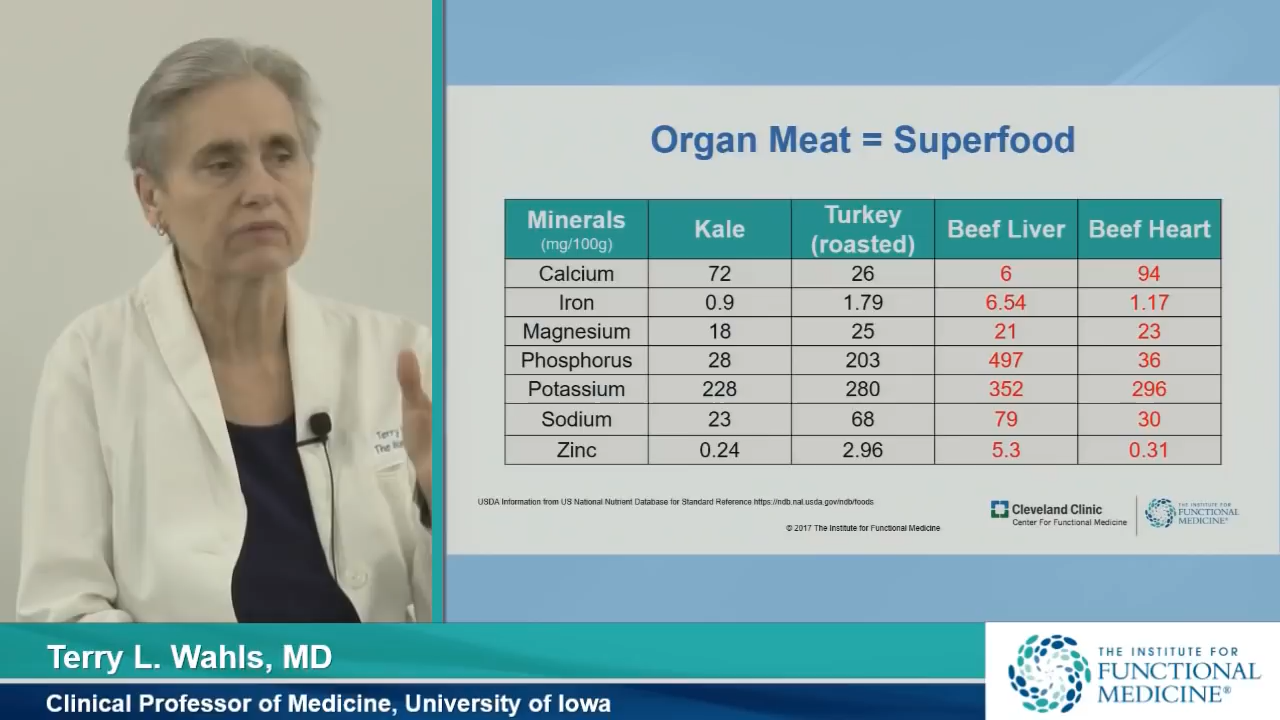 Organ Meat = Superfood
Minerals (mg/100g) Kale Turkey (roasted) Beef Liver Beef Heart
Calcium 72 26 6 94
Iron 0.9 1.79 6.54 1.17
Magnesium 18 25 21 23
Phosphorus 28 203 497 36
Potassium 228 280 352 296
Sodium 23 68 79 30
Zinc 0.24 2.96 5.3 0.31
USDA Information from US National Nutrient Database for Standard Reference https://ndb.nal.usda.gov/ndb/foods
© 2017 The Institute for Functional Medicine
Cleveland Clinic
Center For Functional Medicine
THE INSTITUTE FOR
FUNCTIONAL
MEDICINE®
Terry
The
Terry L. Wahls, MD
Clinical Professor of Medicine, University of Iowa
THE INSTITUTE FOR
FUNCTIONAL
MEDICINE®